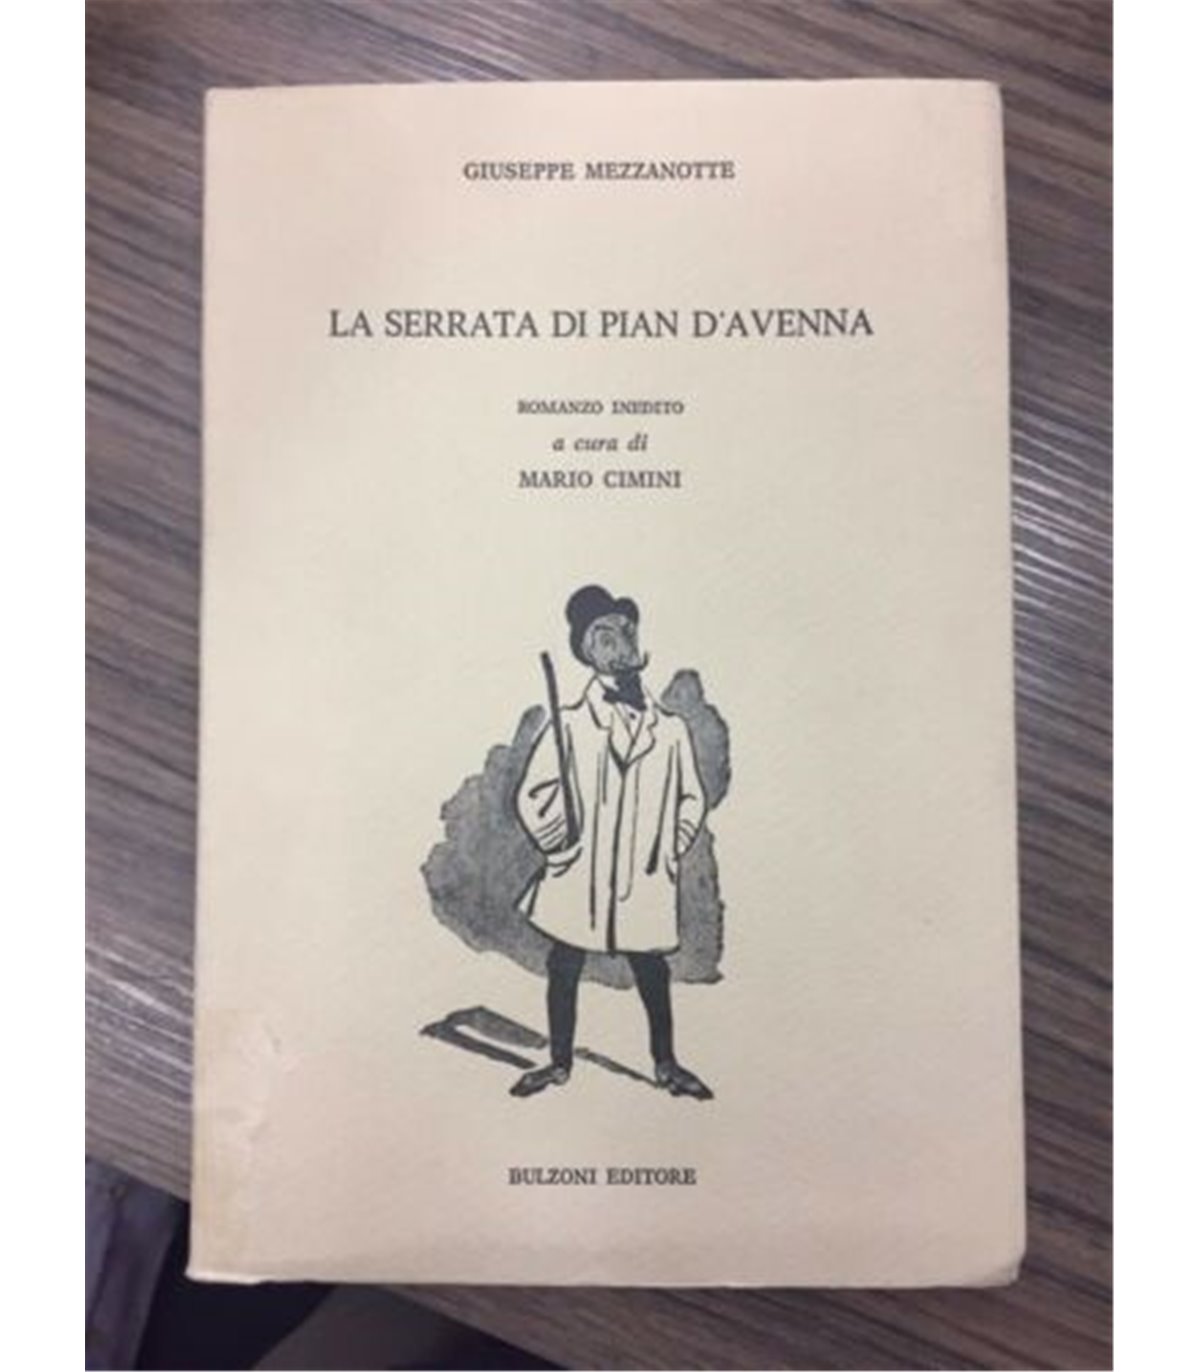 GIUSEPPE MEZZANOTTE
LA SERRATA DI PIAN D'AVENNA
ROMANZO INEDITO
a cura di
MARIO CIMINI
BULZONI EDITORE